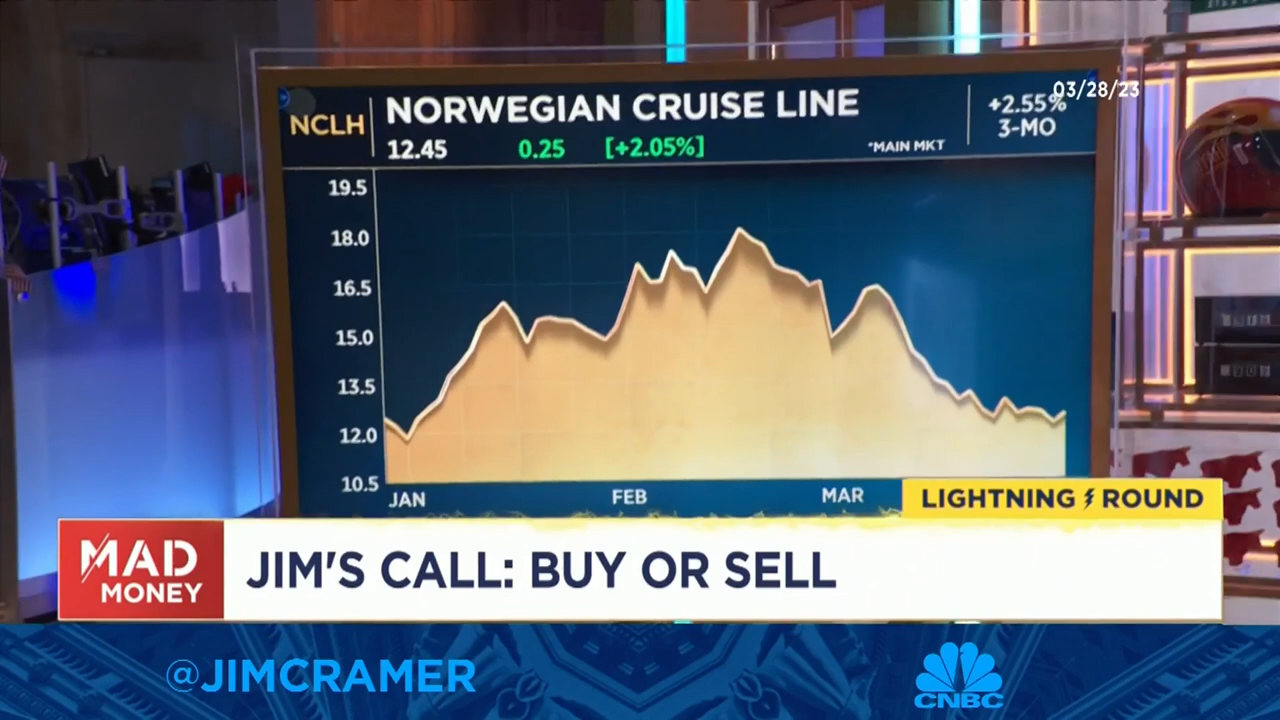 03/28/23
NCLH
NORWEGIAN CRUISE LINE
12.45 0.25 [+2.05%]
*MAIN MKT
+2.55%
3-MO
19.5
18.0
16.5
15.0
13.5
12.0
10.5
JAN FEB MAR
LIGHTNING ROUND
MAD
MONEY
JIM'S CALL: BUY OR SELL
@JIMCRAMER
CNBC